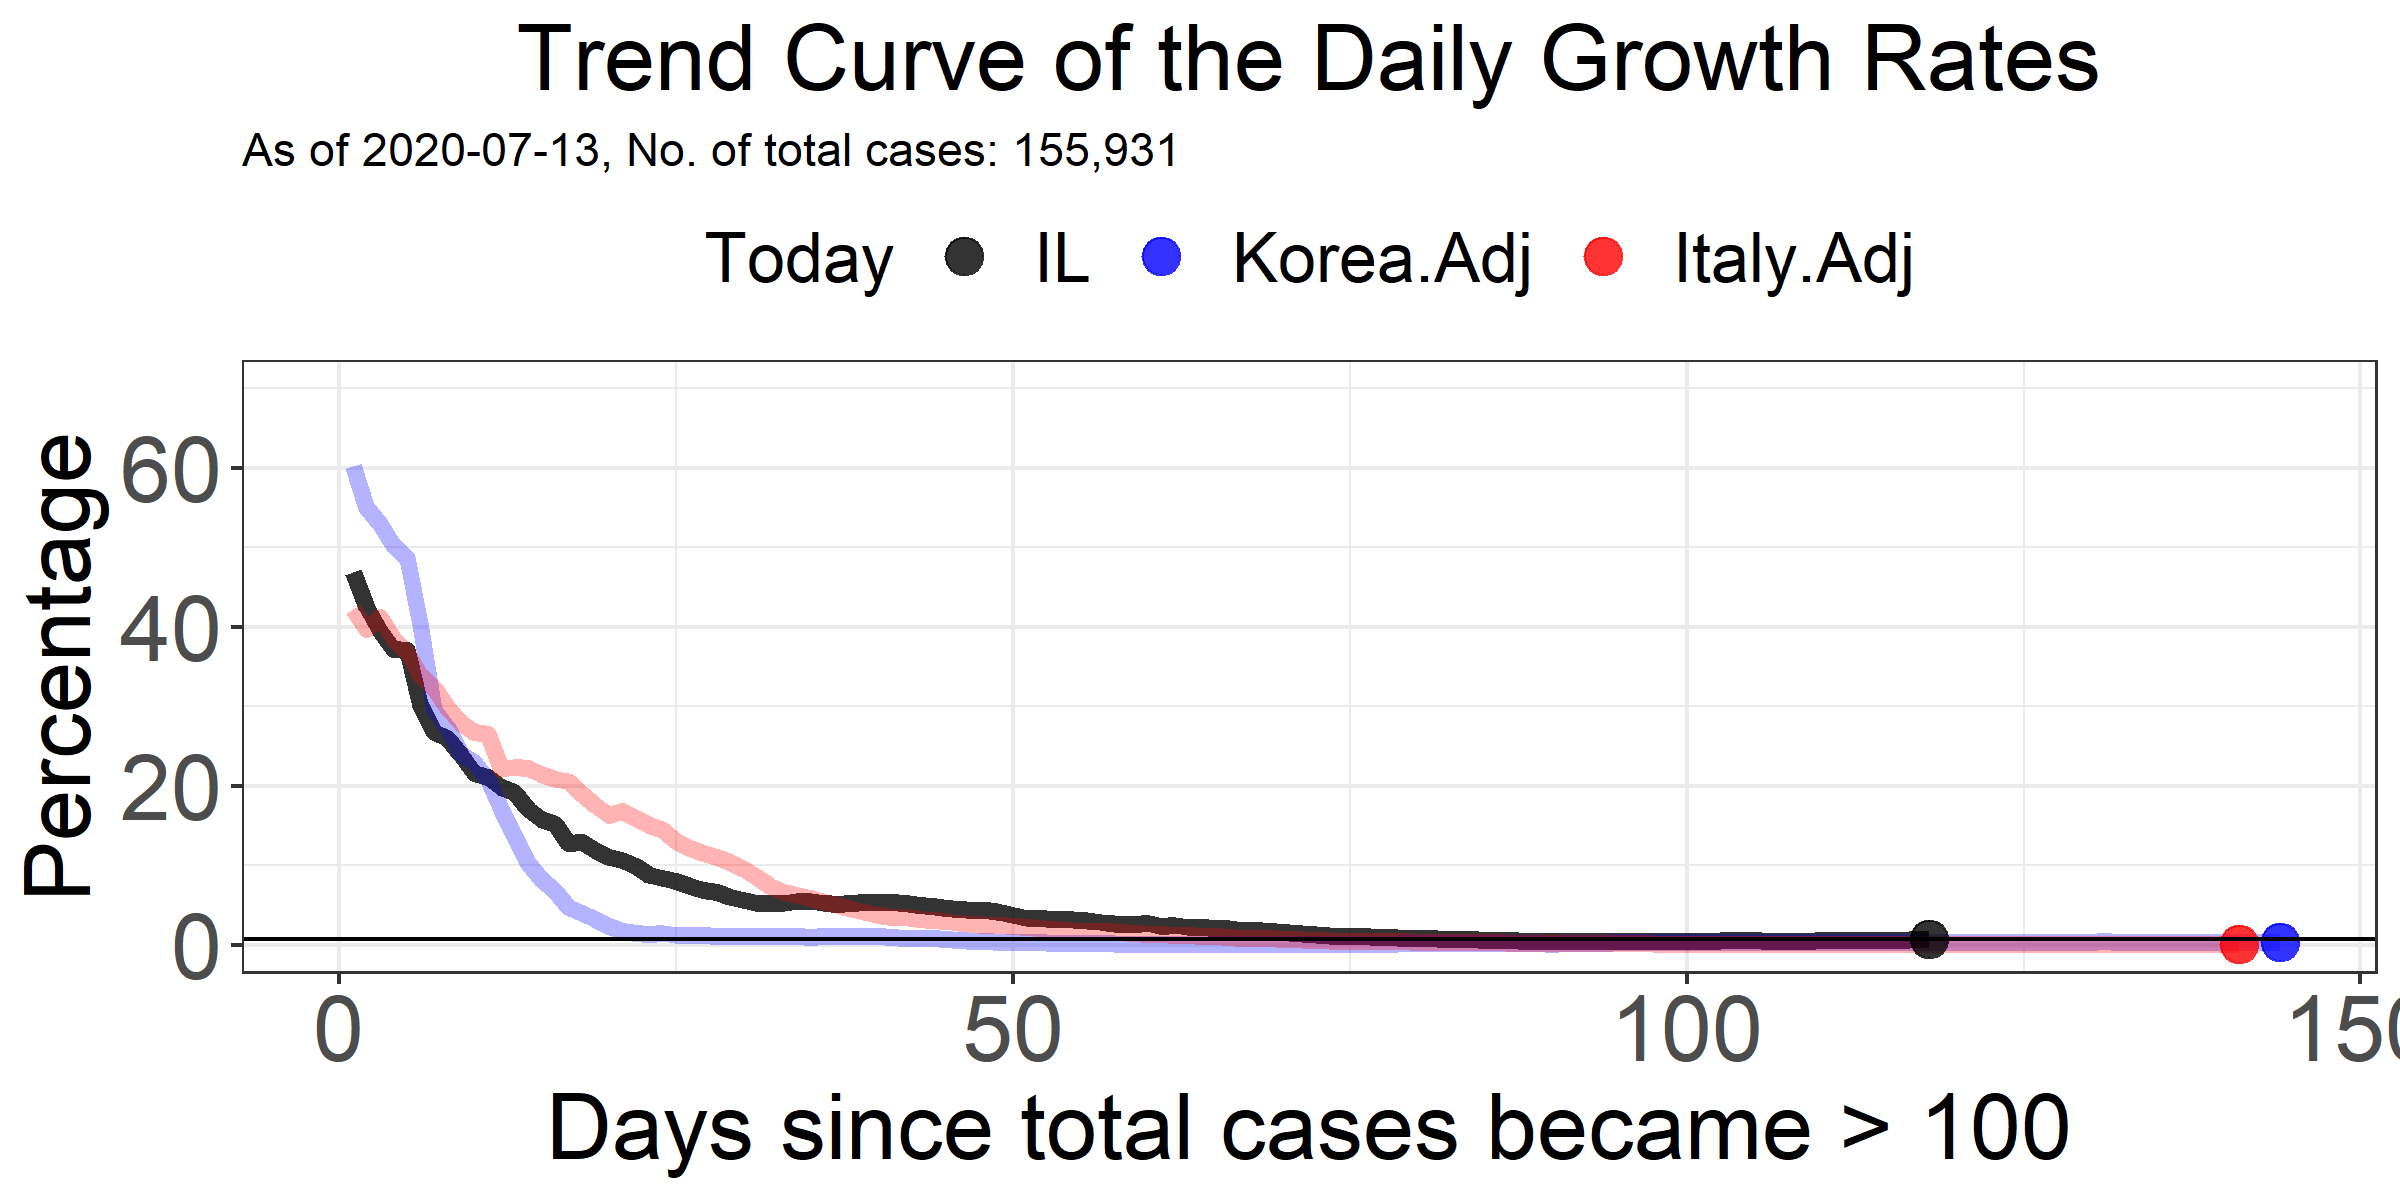 Trend Curve of the Daily Growth Rates
As of 2020-07-13, No. of total cases: 155,931
Today IL Korea.Adj Italy.Adj
Percentage
60
40
20
0
0 50 100 150
Days since total cases became > 100